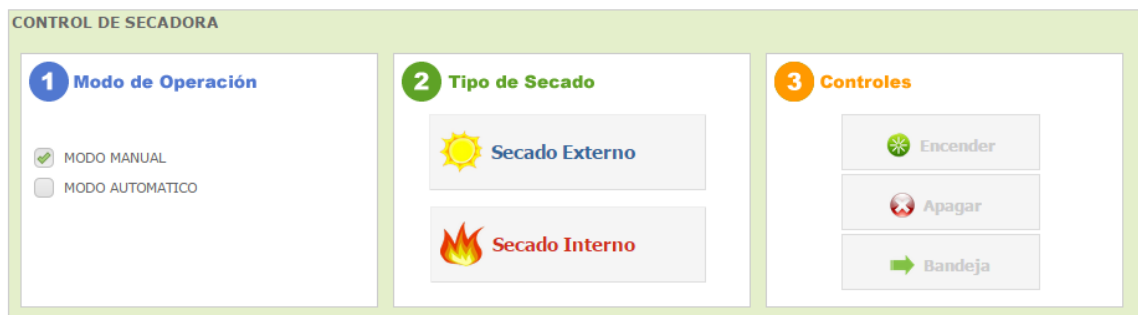 CONTROL DE SECADORA
1 Modo de Operación
MODO MANUAL
MODO AUTOMATICO
2 Tipo de Secado
Secado Externo
Secado Interno
3 Controles
Encender
Apagar
Bandeja